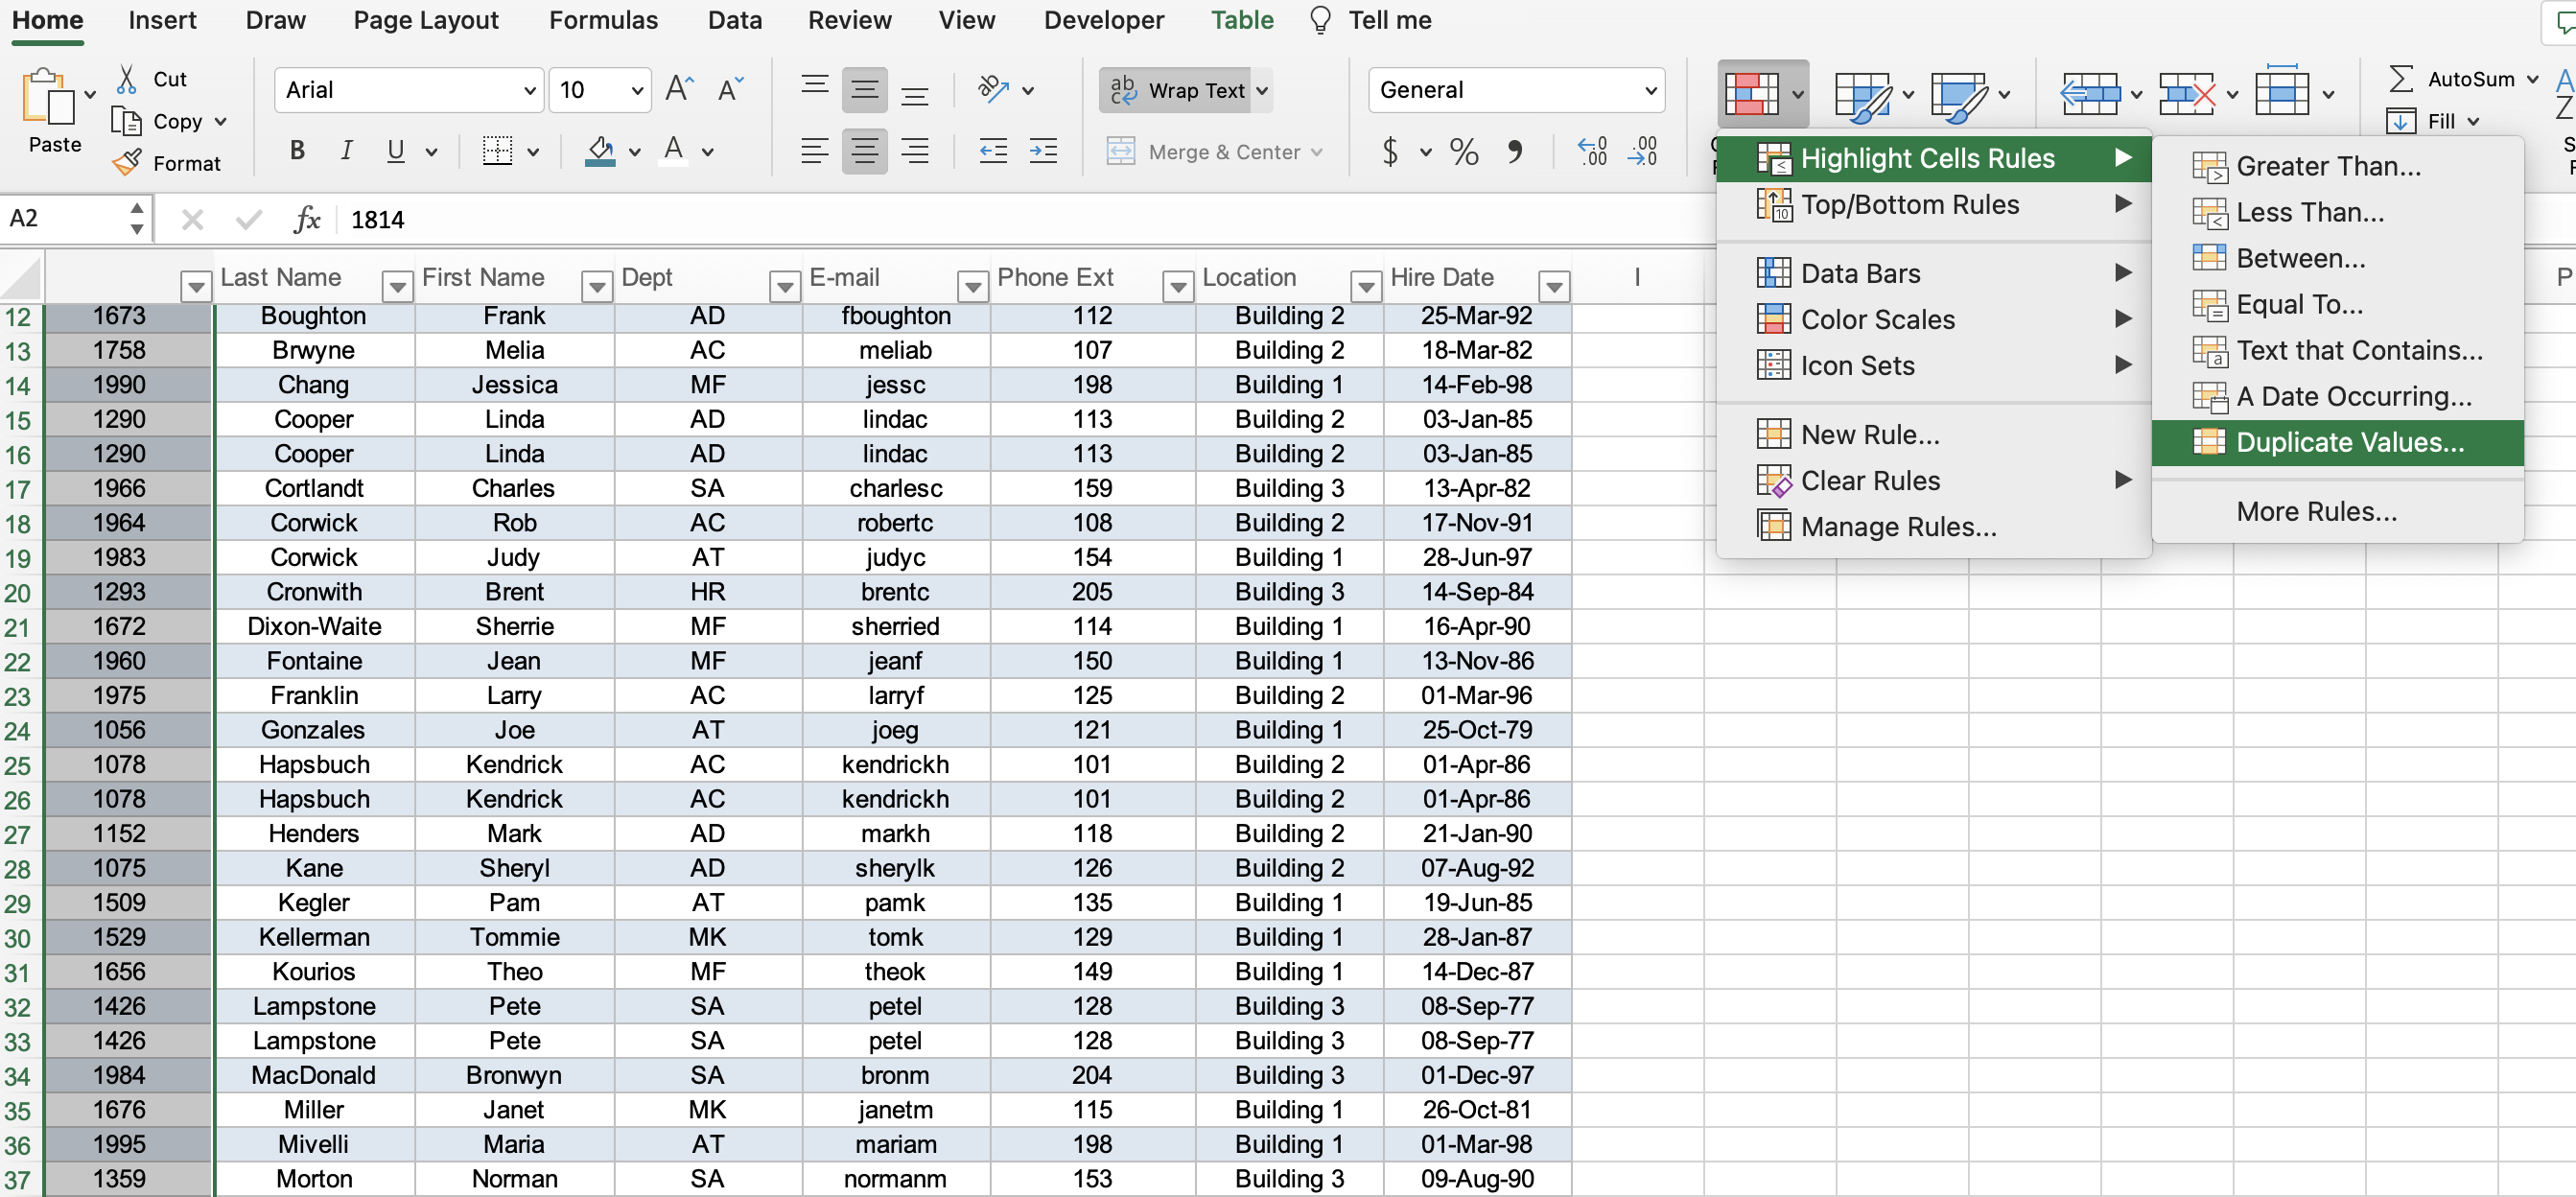 Home Insert Draw Page Layout Formulas Data Review View Developer Table Tell me
Paste Cut Copy Format
Arial 10
B I U A
Wrap Text
Merge & Center
General
$ % 9 .00 .00
AutoSum
Fill
A2 fx 1814
Highlight Cells Rules
Top/Bottom Rules
Data Bars
Color Scales
Icon Sets
New Rule...
Clear Rules
Manage Rules...
Greater Than...
Less Than...
Between...
Equal To...
Text that Contains...
A Date Occurring...
Duplicate Values...
More Rules...
Last Name First Name Dept E-mail Phone Ext Location Hire Date I P
12 1673 Boughton Frank AD fboughton 112 Building 2 25-Mar-92
13 1758 Brwyne Melia AC meliab 107 Building 2 18-Mar-82
14 1990 Chang Jessica MF jessc 198 Building 1 14-Feb-98
15 1290 Cooper Linda AD lindac 113 Building 2 03-Jan-85
16 1290 Cooper Linda AD lindac 113 Building 2 03-Jan-85
17 1966 Cortlandt Charles SA charlesc 159 Building 3 13-Apr-82
18 1964 Corwick Rob AC robertc 108 Building 2 17-Nov-91
19 1983 Corwick Judy AT judyc 154 Building 1 28-Jun-97
20 1293 Cronwith Brent HR brentc 205 Building 3 14-Sep-84
21 1672 Dixon-Waite Sherrie MF sherried 114 Building 1 16-Apr-90
22 1960 Fontaine Jean MF jeanf 150 Building 1 13-Nov-86
23 1975 Franklin Larry AC larryf 125 Building 2 01-Mar-96
24 1056 Gonzales Joe AT joeg 121 Building 1 25-Oct-79
25 1078 Hapsbuch Kendrick AC kendrickh 101 Building 2 01-Apr-86
26 1078 Hapsbuch Kendrick AC kendrickh 101 Building 2 01-Apr-86
27 1152 Henders Mark AD markh 118 Building 2 21-Jan-90
28 1075 Kane Sheryl AD sherylk 126 Building 2 07-Aug-92
29 1509 Kegler Pam AT pamk 135 Building 1 19-Jun-85
30 1529 Kellerman Tommie MK tomk 129 Building 1 28-Jan-87
31 1656 Kourios Theo MF theok 149 Building 1 14-Dec-87
32 1426 Lampstone Pete SA petel 128 Building 3 08-Sep-77
33 1426 Lampstone Pete SA petel 128 Building 3 08-Sep-77
34 1984 MacDonald Bronwyn SA bronm 204 Building 3 01-Dec-97
35 1676 Miller Janet MK janetm 115 Building 1 26-Oct-81
36 1995 Mivelli Maria AT mariam 198 Building 1 01-Mar-98
37 1359 Morton Norman SA normanm 153 Building 3 09-Aug-90